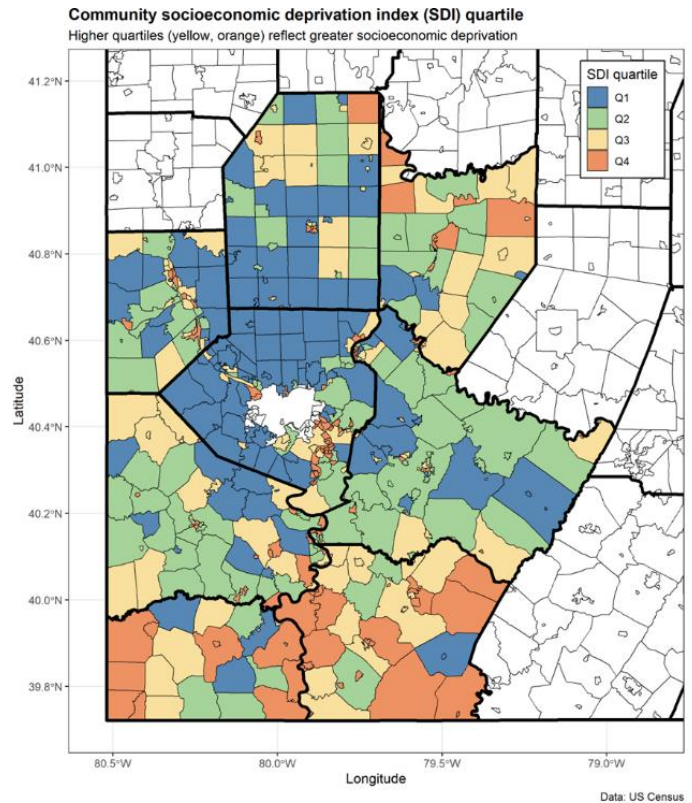 Community socioeconomic deprivation index (SDI) quartile
Higher quartiles (yellow, orange) reflect greater socioeconomic deprivation
SDI quartile
Q1
Q2
Q3
Q4
41.2°N
41.0°N
40.8°N
40.6°N
40.4°N
40.2°N
40.0°N
39.8°N
Latitude
80.5°W 80.0°W 79.5°W 79.0°W
Longitude
Data: US Census